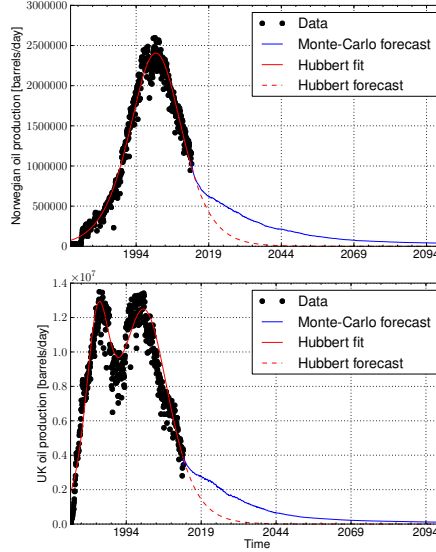 Norwegian oil production [barrels/day]
3000000
2500000
2000000
1500000
1000000
500000
0
1994
2019
2044
2069
2094
Data
Monte-Carlo forecast
Hubbert fit
Hubbert forecast
UK oil production [barrels/day]
1.4 ×10⁷
1.2
1.0
0.8
0.6
0.4
0.2
0.0
1994
2019
2044
2069
2094
Time
Data
Monte-Carlo forecast
Hubbert fit
Hubbert forecast